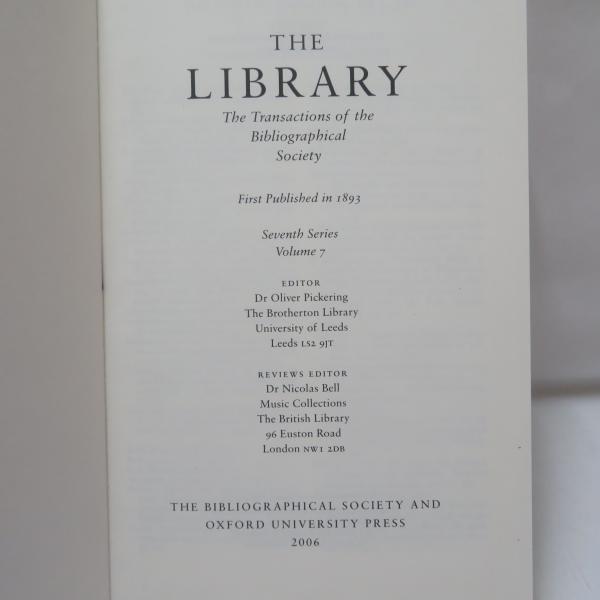 THE
LIBRARY
The Transactions of the
Bibliographical
Society
First Published in 1893
Seventh Series
Volume 7
EDITOR
Dr Oliver Pickering
The Brotherton Library
University of Leeds
Leeds LS2 9JT
REVIEWS EDITOR
Dr Nicolas Bell
Music Collections
The British Library
96 Euston Road
London NW1 2DB
THE BIBLIOGRAPHICAL SOCIETY AND
OXFORD UNIVERSITY PRESS
2006